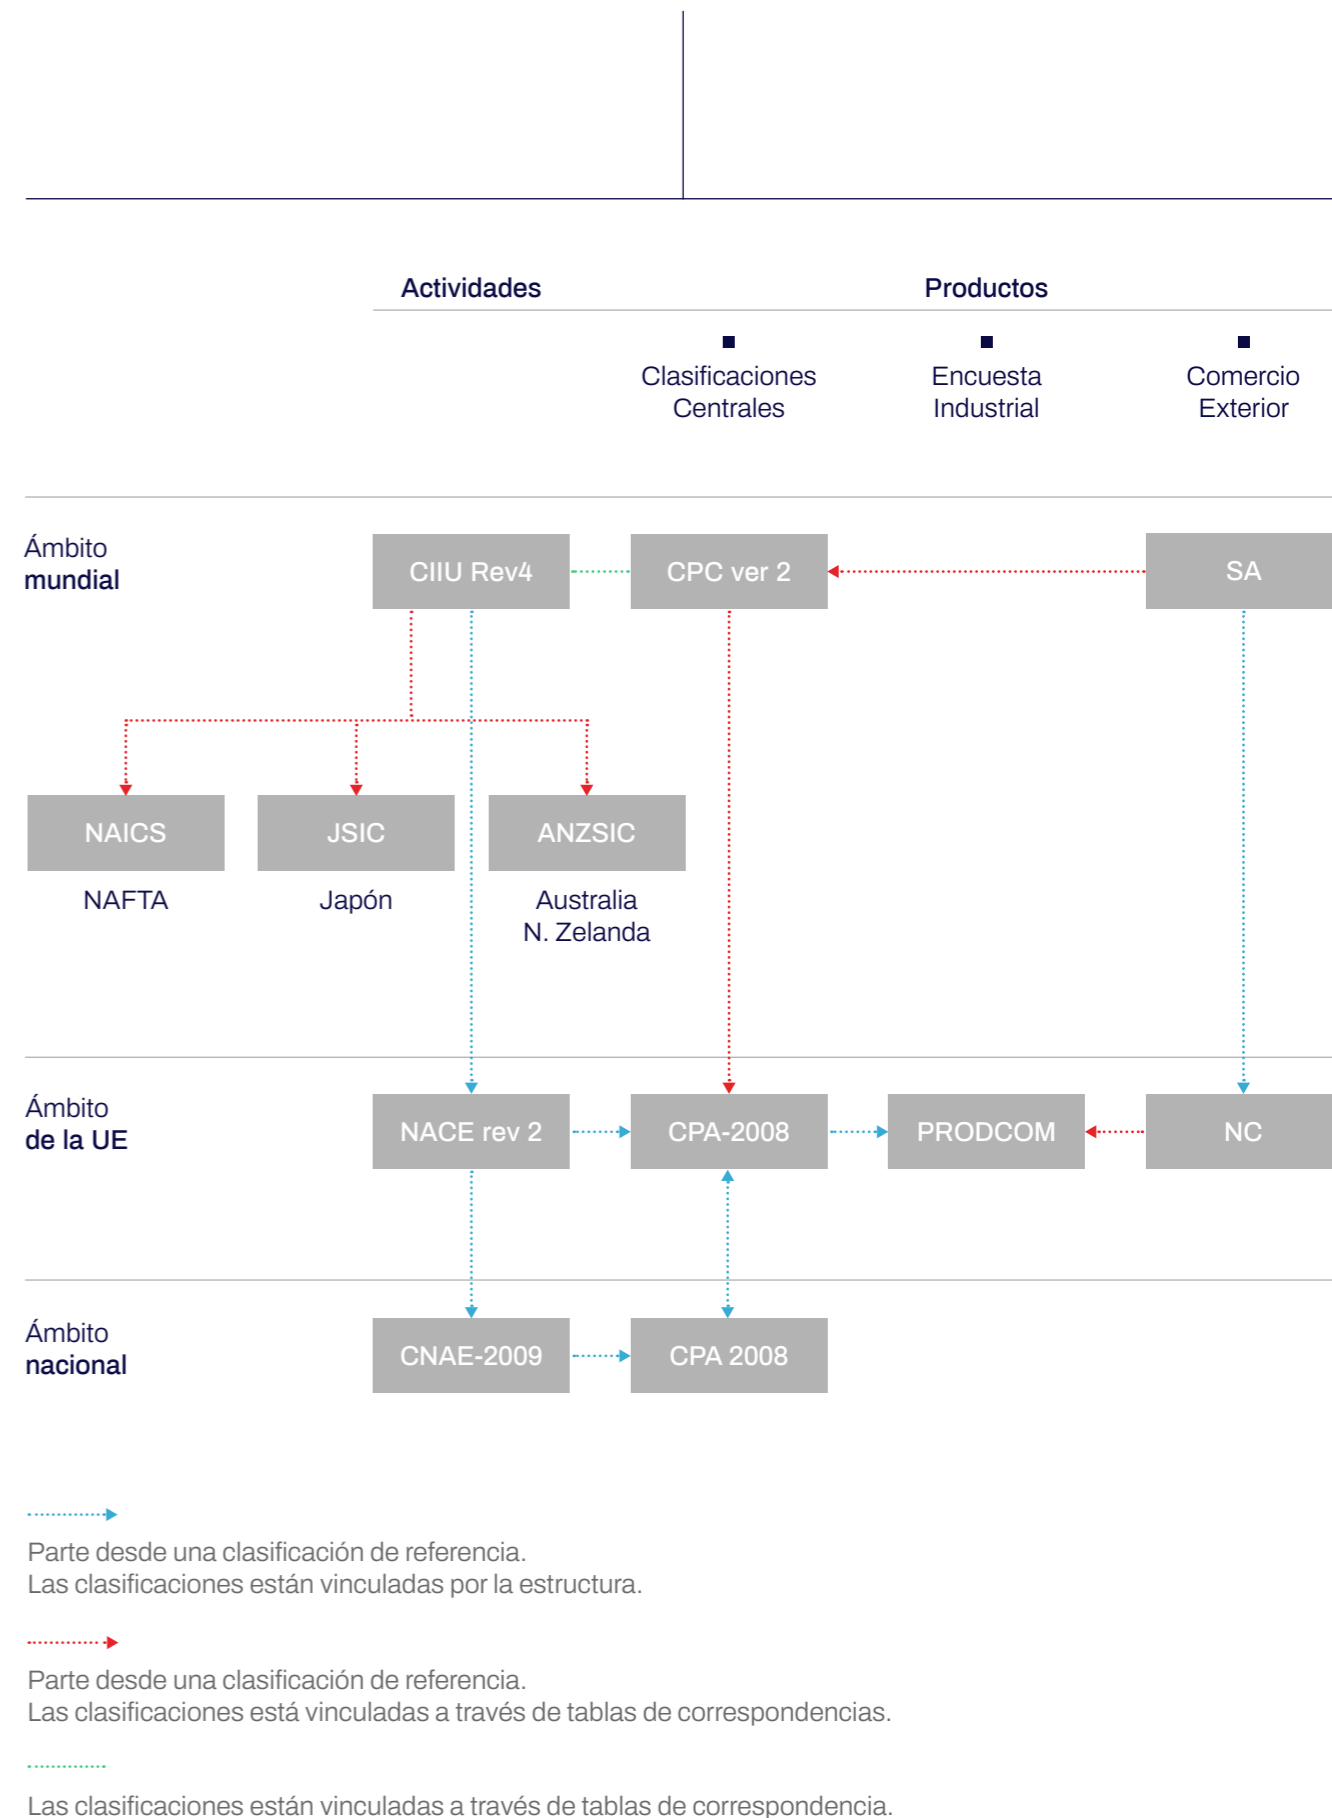 Actividades
Productos
Clasificaciones
Centrales
Encuesta
Industrial
Comercio
Exterior
Ámbito
mundial
CIIU Rev4
CPC ver 2
SA
NAICS
JSIC
ANZSIC
NAFTA
Japón
Australia
N. Zelanda
Ámbito
de la UE
NACE rev 2
CPA-2008
PRODCOM
NC
Ámbito
nacional
CNAE-2009
CPA 2008
Parte desde una clasificación de referencia.
Las clasificaciones están vinculadas por la estructura.
Parte desde una clasificación de referencia.
Las clasificaciones está vinculadas a través de tablas de correspondencias.
Las clasificaciones están vinculadas a través de tablas de correspondencia.